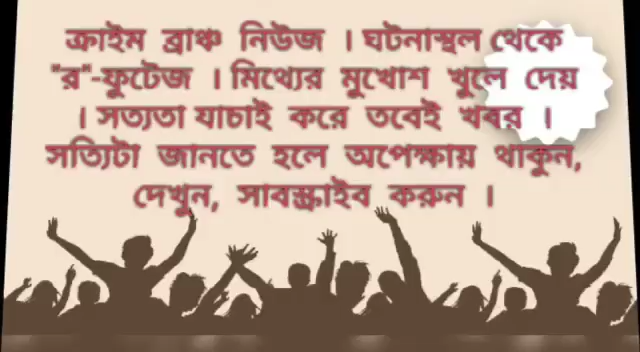 ক্রাইম ব্রাঞ্চ নিউজ । ঘটনাস্থল থেকে
"র"-ফুটেজ । মিথ্যের মুখোশ খুলে দেয়
। সত্যতা যাচাই করে তবেই খবর ।
সত্যিটা জানতে হলে অপেক্ষায় থাকুন,
দেখুন, সাবস্ক্রাইব করুন ।